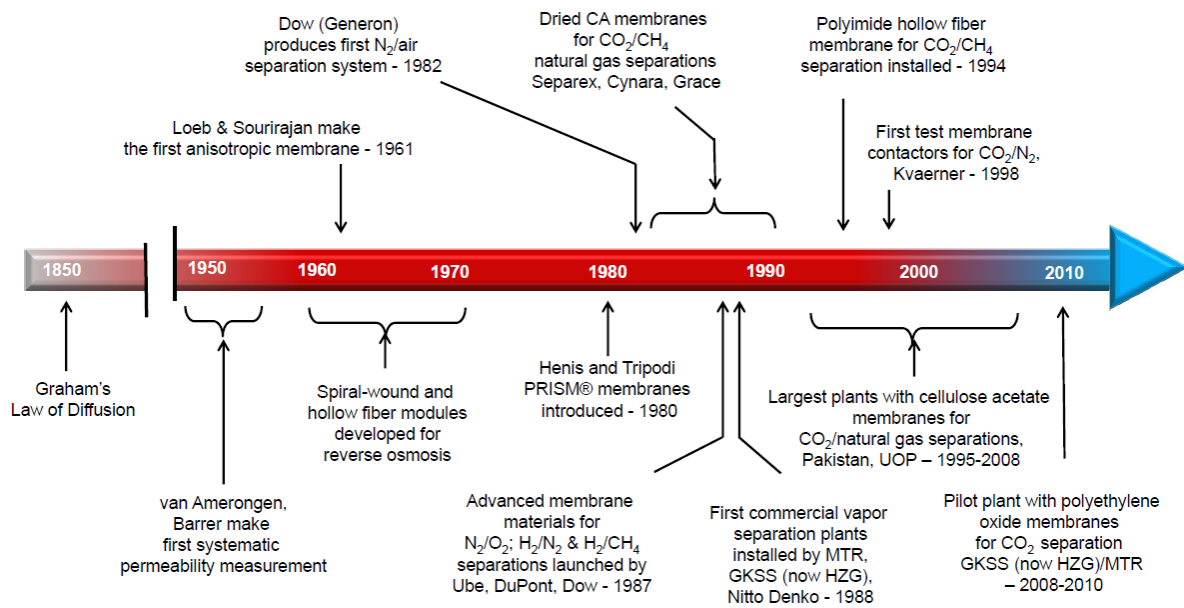 Dow (Generon)
produces first N₂/air
separation system - 1982
Dried CA membranes
for CO₂/CH₄
natural gas separations
Separex, Cynara, Grace
Polyimide hollow fiber
membrane for CO₂/CH₄
separation installed - 1994
Loeb & Sourirajan make
the first anisotropic membrane - 1961
First test membrane
contactors for CO₂/N₂,
Kvaerner - 1998
1850
1950
1960
1970
1980
1990
2000
2010
Graham's
Law of Diffusion
van Amerongen,
Barrer make
first systematic
permeability measurement
Spiral-wound and
hollow fiber modules
developed for
reverse osmosis
Henis and Tripodi
PRISM® membranes
introduced - 1980
Advanced membrane
materials for
N₂/O₂; H₂/N₂ & H₂/CH₄
separations launched by
Ube, DuPont, Dow - 1987
First commercial vapor
separation plants
installed by MTR,
GKSS (now HZG),
Nitto Denko - 1988
Largest plants with cellulose acetate
membranes for
CO₂/natural gas separations,
Pakistan, UOP – 1995-2008
Pilot plant with polyethylene
oxide membranes
for CO₂ separation
GKSS (now HZG)/MTR
– 2008-2010